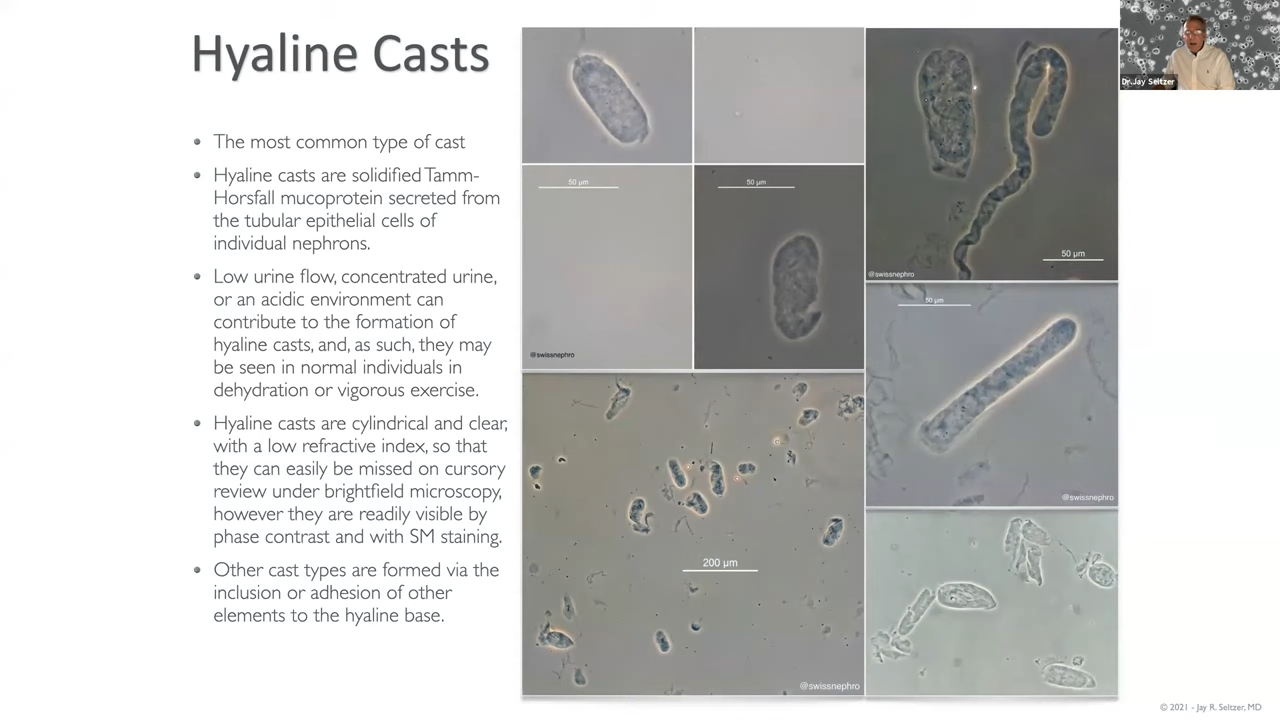 Hyaline Casts
The most common type of cast
Hyaline casts are solidified Tamm-
Horsfall mucoprotein secreted from
the tubular epithelial cells of
individual nephrons.
Low urine flow, concentrated urine,
or an acidic environment can
contribute to the formation of
hyaline casts, and, as such, they may
be seen in normal individuals in
dehydration or vigorous exercise.
Hyaline casts are cylindrical and clear,
with a low refractive index, so that
they can easily be missed on cursory
review under brightfield microscopy,
however they are readily visible by
phase contrast and with SM staining.
Other cast types are formed via the
inclusion or adhesion of other
elements to the hyaline base.
50 µm
50 µm
@swissnephro
200 µm
@swissnephro
50 µm
@swissnephro
50 µm
@swissnephro
Dr.Jay Seltzer
© 2021 - Jay R. Seltzer, MD